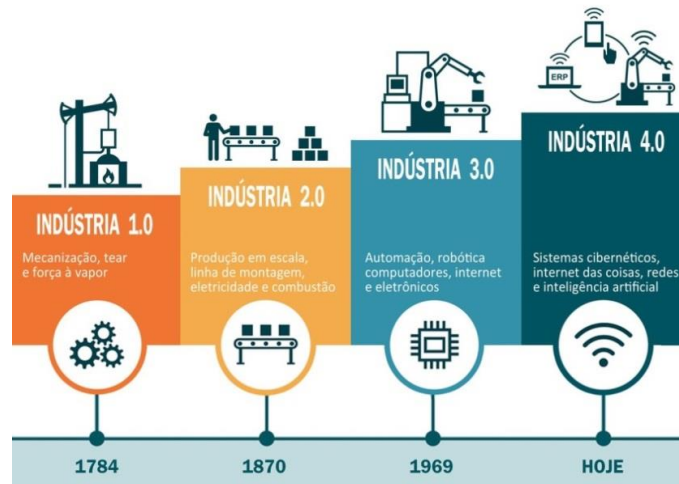 ERP
INDÚSTRIA 1.0
Mecanização, tear
e força à vapor
INDÚSTRIA 2.0
Produção em escala,
linha de montagem,
eletricidade e combustão
INDÚSTRIA 3.0
Automação, robótica
computadores, internet
e eletrônicos
INDÚSTRIA 4.0
Sistemas cibernéticos,
internet das coisas, redes
e inteligência artificial
1784
1870
1969
HOJE